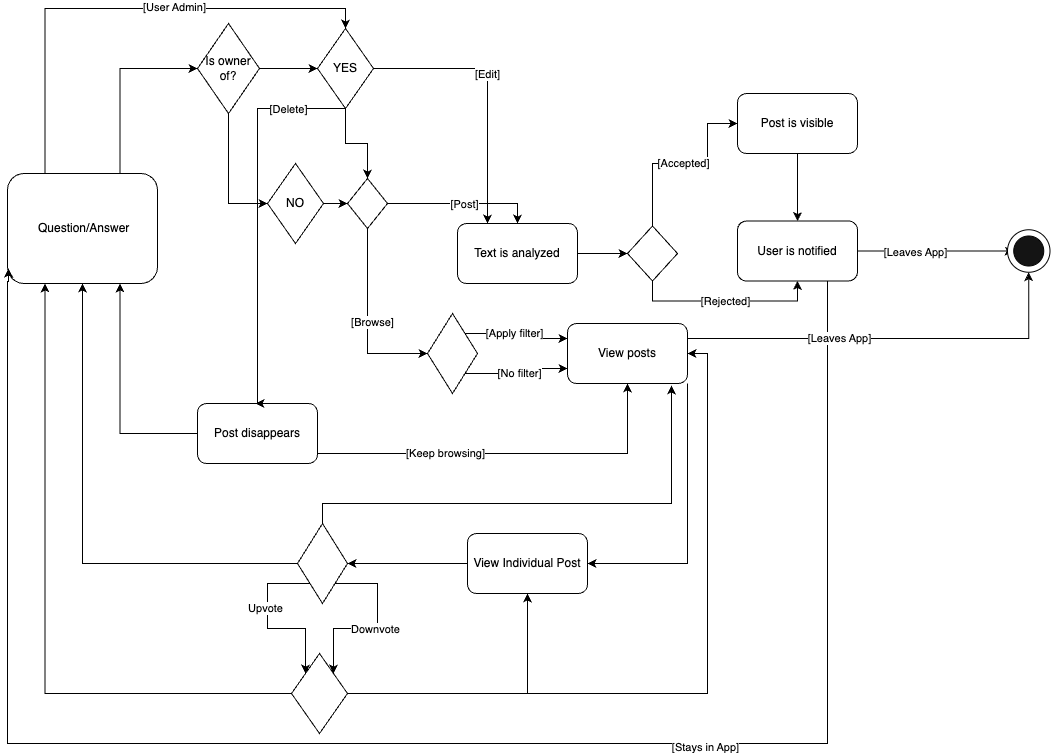 [User Admin]
Is owner
of?
YES
[Edit]
[Delete]
Post is visible
[Accepted]
NO
[Post]
Question/Answer
Text is analyzed
User is notified
[Leaves App]
[Rejected]
[Browse]
[Apply filter]
[Leaves App]
View posts
[No filter]
Post disappears
[Keep browsing]
View Individual Post
Upvote
Downvote
[Stays in App]